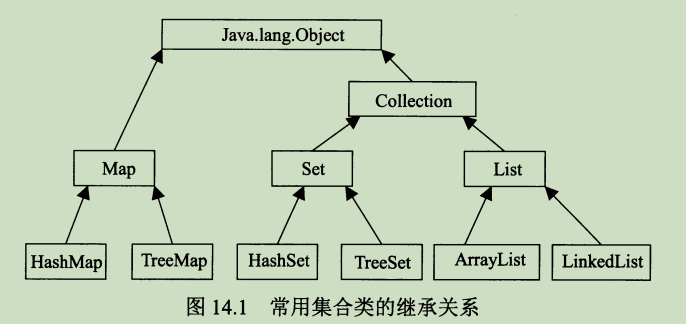 Java.lang.Object
Collection
Map
Set
List
HashMap
TreeMap
HashSet
TreeSet
ArrayList
LinkedList
图 14.1 常用集合类的继承关系